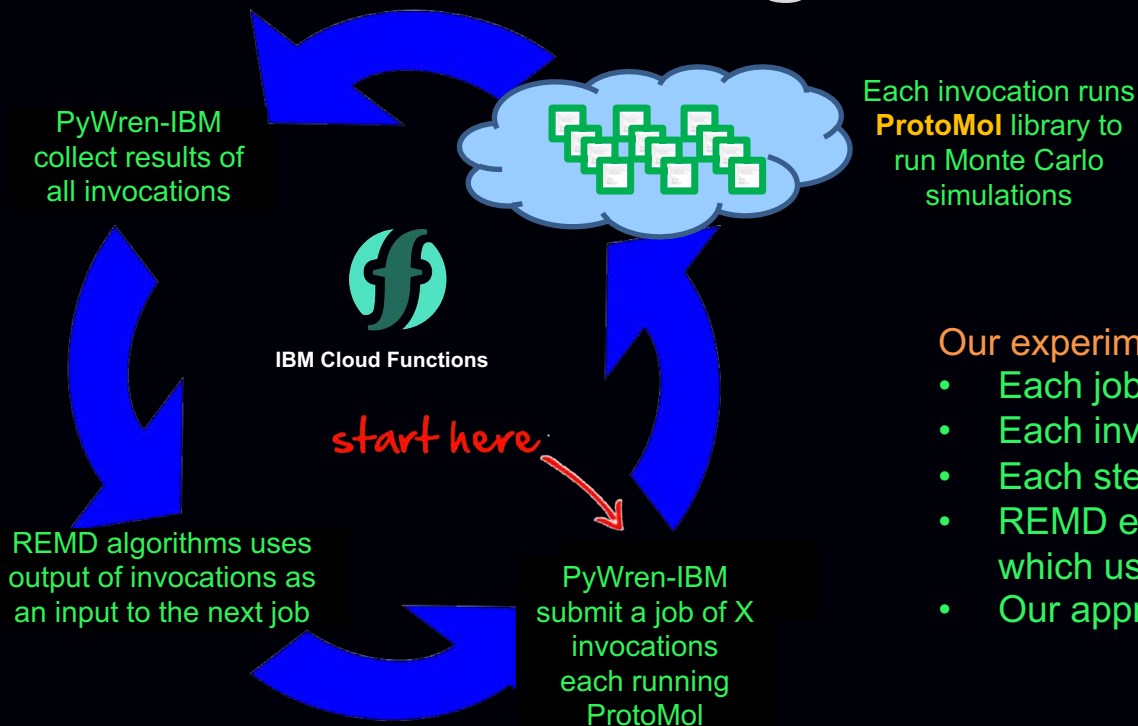 PyWren-IBM
collect results of
all invocations
Each invocation runs
ProtoMol library to
run Monte Carlo
simulations
IBM Cloud Functions
start here
Our experim
• Each job
• Each inv
• Each ste
• REMD e
which us
• Our appr
REMD algorithms uses
output of invocations as
an input to the next job
PyWren-IBM
submit a job of X
invocations
each running
ProtoMol